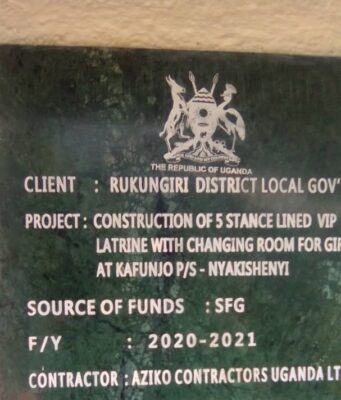 THE REPUBLIC OF UGANDA
CLIENT : RUKUNGIRI DISTRICT LOCAL GOV'
PROJECT : CONSTRUCTION OF 5 STANCE LINED VIP
LATRINE WITH CHANGING ROOM FOR GIR
AT KAFUNJO P/S - NYAKISHENYI
SOURCE OF FUNDS : SFG
F/Y : 2020-2021
CONTRACTOR : AZIKO CONTRACTORS UGANDA LT